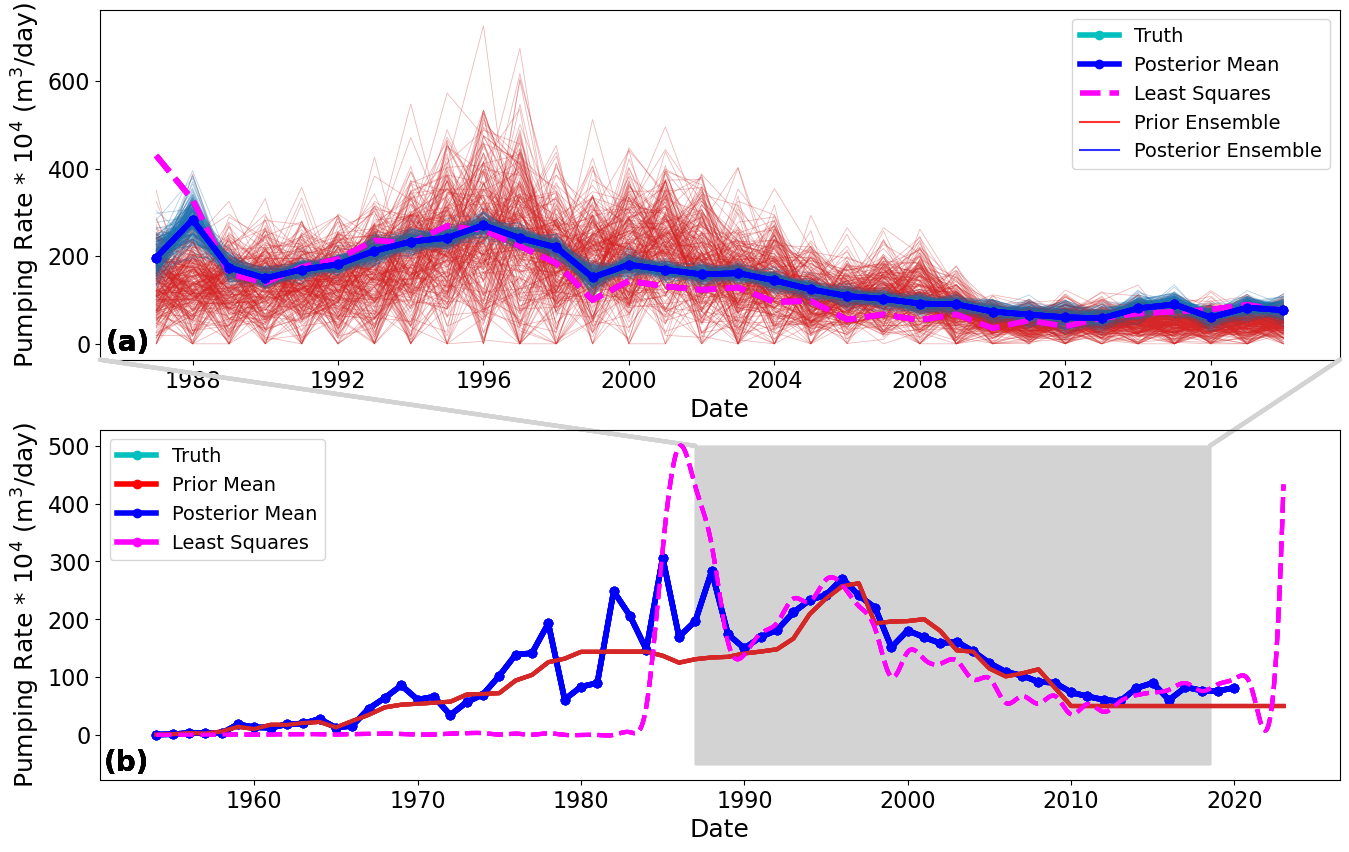 Pumping Rate * 10⁴ (m³/day)
600
400
200
0
Truth
Posterior Mean
Least Squares
Prior Ensemble
Posterior Ensemble
(a)
1988 1992 1996 2000 2004 2008 2012 2016
Date
Pumping Rate * 10⁴ (m³/day)
500
400
300
200
100
0
Truth
Prior Mean
Posterior Mean
Least Squares
(b)
1960 1970 1980 1990 2000 2010 2020
Date